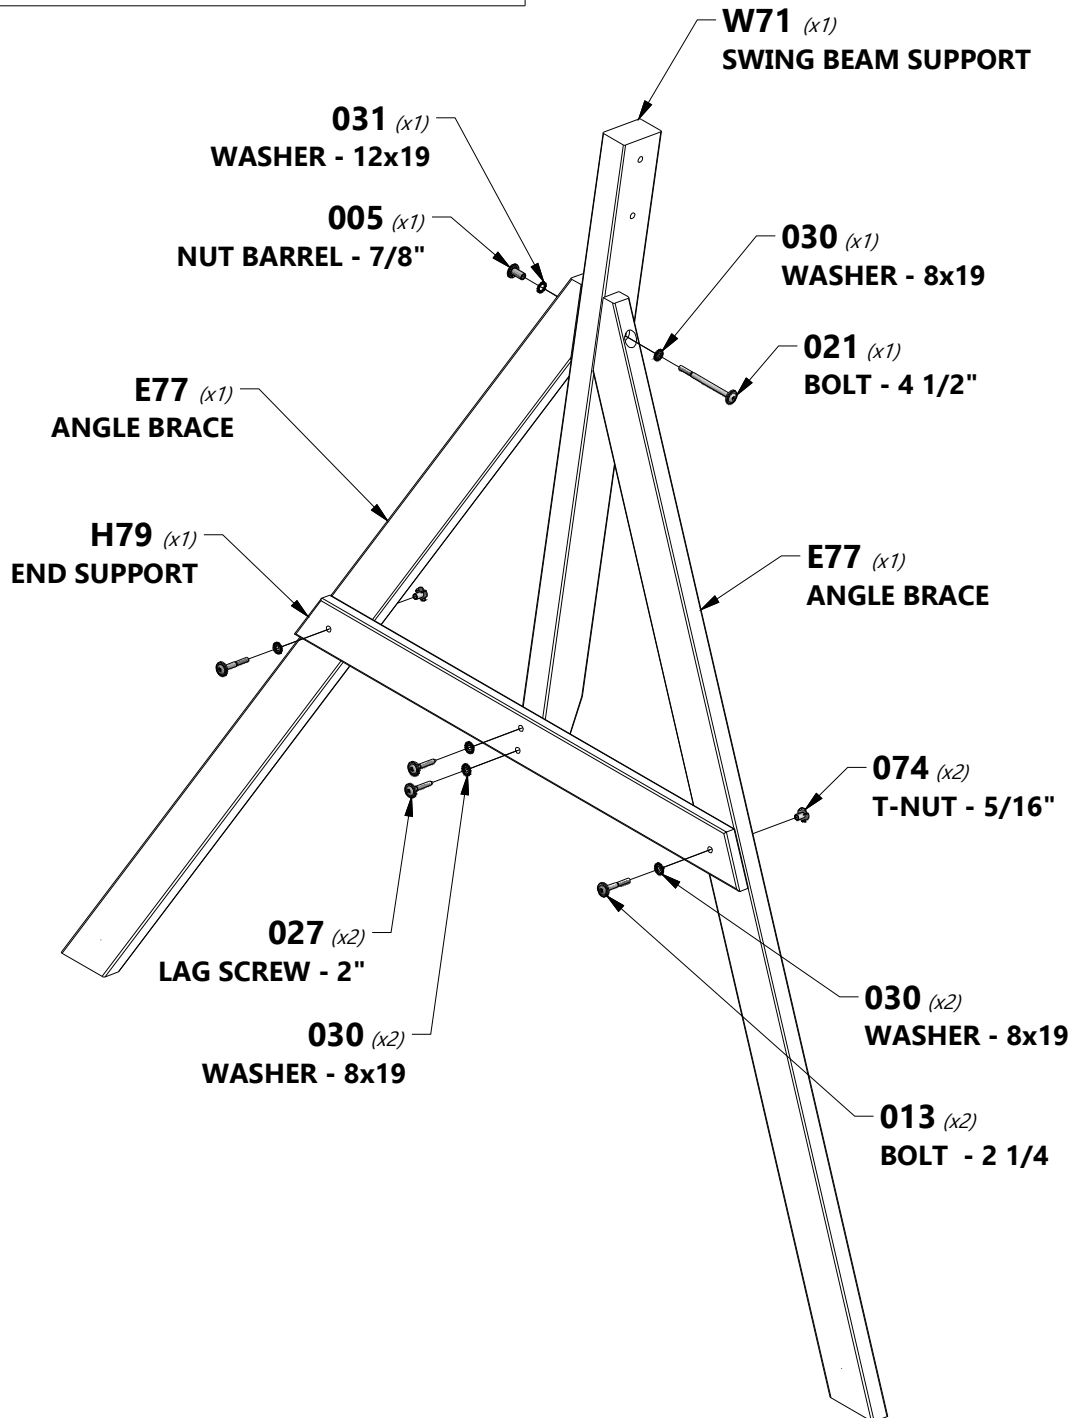 W71 (x1)
SWING BEAM SUPPORT
031 (x1)
WASHER - 12x19
005 (x1)
NUT BARREL - 7/8"
030 (x1)
WASHER - 8x19
021 (x1)
BOLT - 4 1/2"
E77 (x1)
ANGLE BRACE
H79 (x1)
END SUPPORT
E77 (x1)
ANGLE BRACE
074 (x2)
T-NUT - 5/16"
027 (x2)
LAG SCREW - 2"
030 (x2)
WASHER - 8x19
030 (x2)
WASHER - 8x19
013 (x2)
BOLT - 2 1/4